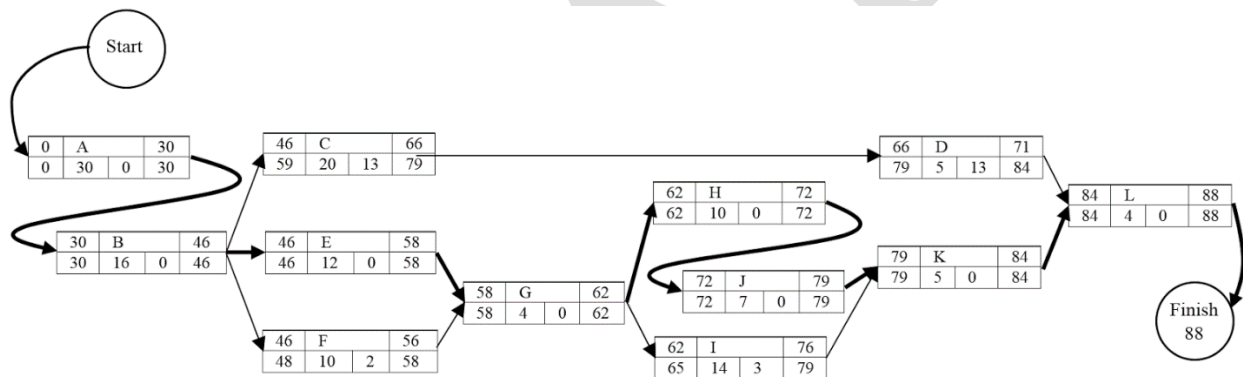 Start
0 A 30
0 30 0 30
30 B 46
30 16 0 46
46 C 66
59 20 13 79
46 E 58
46 12 0 58
46 F 56
48 10 2 58
58 G 62
58 4 0 62
62 H 72
62 10 0 72
72 J 79
72 7 0 79
62 I 76
65 14 3 79
66 D 71
79 5 13 84
79 K 84
79 5 0 84
84 L 88
84 4 0 88
Finish
88